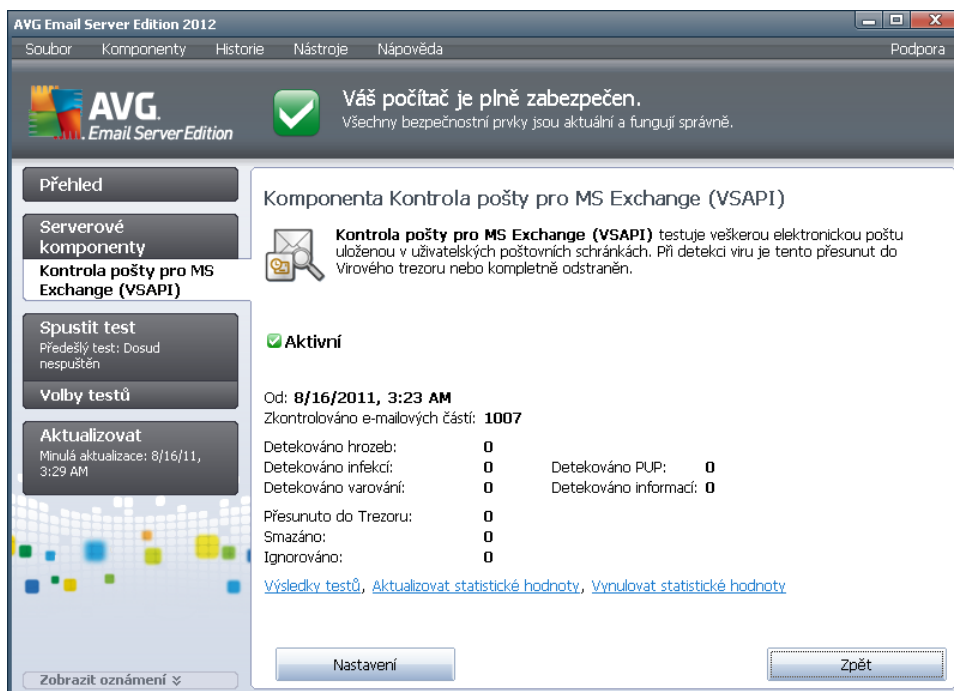 AVG Email Server Edition 2012
Soubor Komponenty Historie Nástroje Nápověda Podpora
AVG.
Email Server Edition
Váš počítač je plně zabezpečen.
Všechny bezpečnostní prvky jsou aktuální a fungují správně.
Přehled
Serverové
komponenty
Kontrola pošty pro MS
Exchange (VSAPI)
Spustit test
Předešlý test: Dosud
nespuštěn
Volby testů
Aktualizovat
Minulá aktualizace: 8/16/11,
3:29 AM
Zobrazit oznámení
Komponenta Kontrola pošty pro MS Exchange (VSAPI)
Kontrola pošty pro MS Exchange (VSAPI) testuje veškerou elektronickou poštu
uloženou v uživatelských poštovních schránkách. Při detekci viru je tento přesunut do
Virového trezoru nebo kompletně odstraněn.
Aktivní
Od: 8/16/2011, 3:23 AM
Zkontrolováno e-mailových částí: 1007
Detekováno hrozeb: 0
Detekováno infekcí: 0 Detekováno PUP: 0
Detekováno varování: 0 Detekováno informací: 0
Přesunuto do Trezoru: 0
Smazáno: 0
Ignorováno: 0
Výsledky testů, Aktualizovat statistické hodnoty, Vynulovat statistické hodnoty
Nastavení Zpět